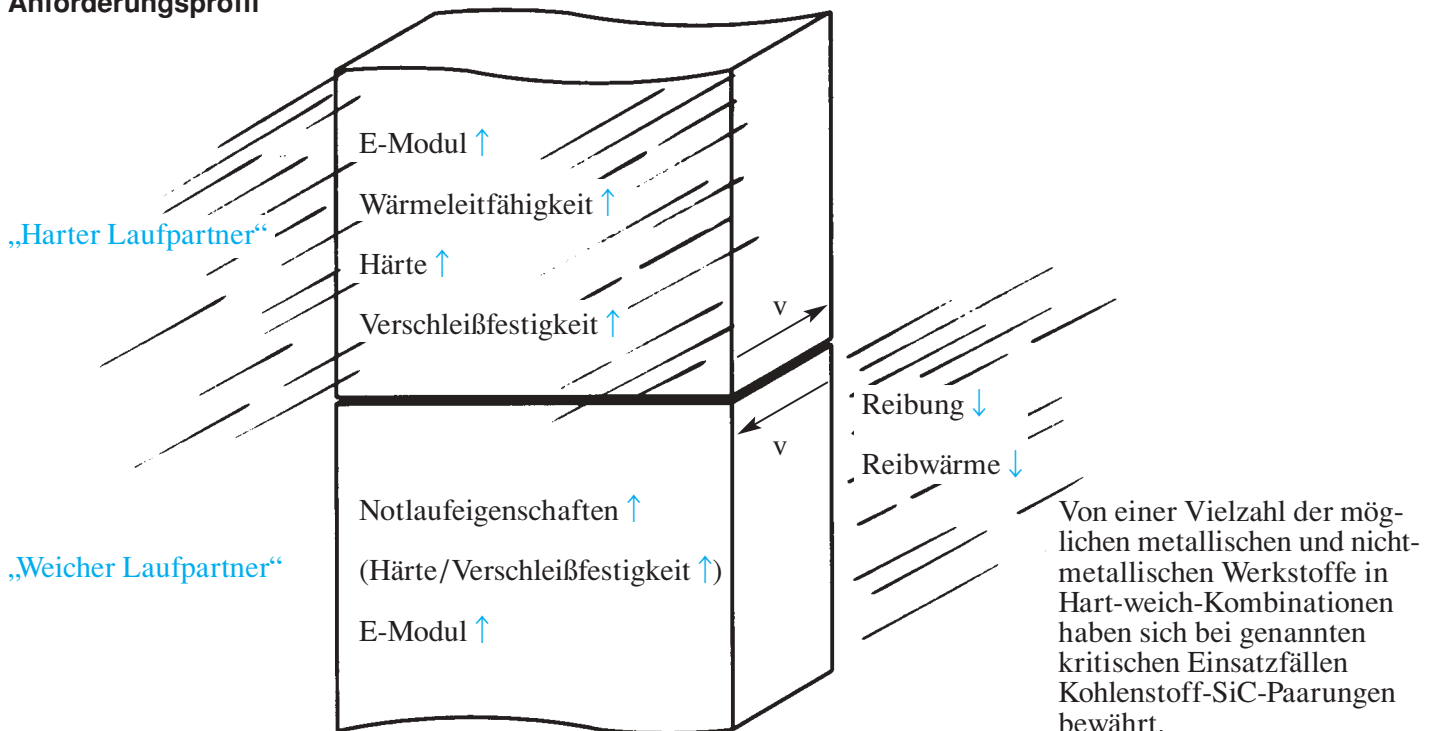 Anforderungsprofil
E-Modul ↑
Wärmeleitfähigkeit ↑
„Harter Laufpartner“
Härte ↑
Verschleißfestigkeit ↑
v
v
Reibung ↓
Reibwärme ↓
Notlaufeigenschaften ↑
„Weicher Laufpartner“
(Härte/Verschleißfestigkeit ↑)
E-Modul ↑
Von einer Vielzahl der mög-
lichen metallischen und nicht-
metallischen Werkstoffe in
Hart-weich-Kombinationen
haben sich bei genannten
kritischen Einsatzfällen
Kohlenstoff-SiC-Paarungen
bewährt.